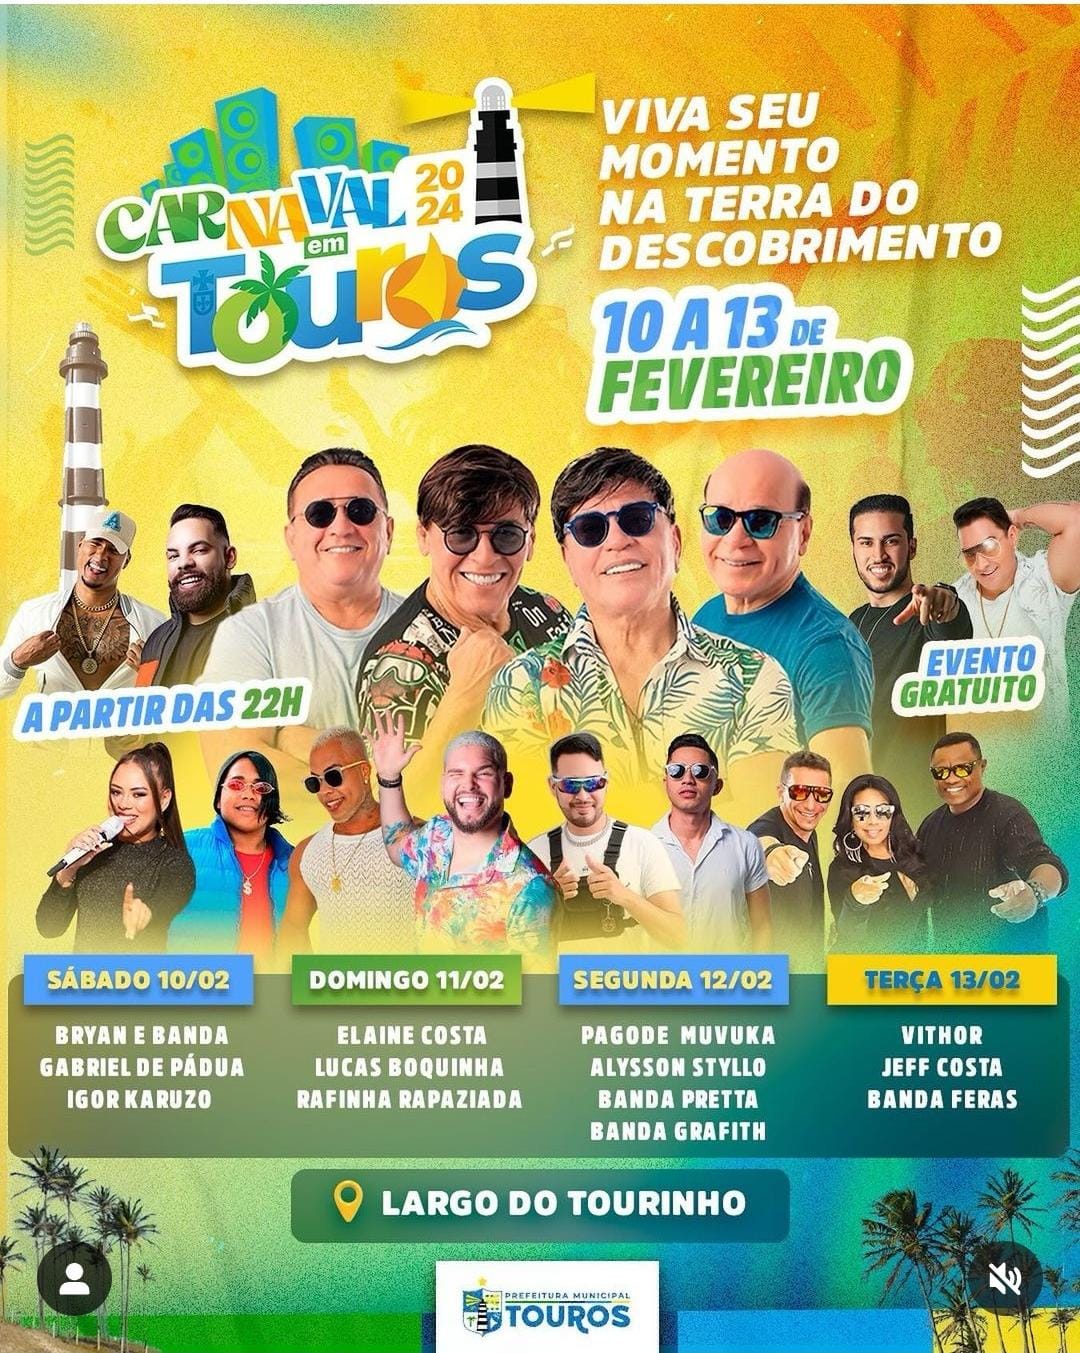 CARNAVAL
20
24
em
TOUROS
VIVA SEU
MOMENTO
NA TERRA DO
DESCOBRIMENTO
10 A 13 DE
FEVEREIRO
A PARTIR DAS 22H
EVENTO
GRATUITO
SÁBADO 10/02
BRYAN E BANDA
GABRIEL DE PÁDUA
IGOR KARUZO
DOMINGO 11/02
ELAINE COSTA
LUCAS BOQUINHA
RAFINHA RAPAZIADA
SEGUNDA 12/02
PAGODE MUVUKA
ALYSSON STYLLO
BANDA PRETTA
BANDA GRAFITH
TERÇA 13/02
VITHOR
JEFF COSTA
BANDA FERAS
LARGO DO TOURINHO
PREFEITURA MUNICIPAL
TOUROS